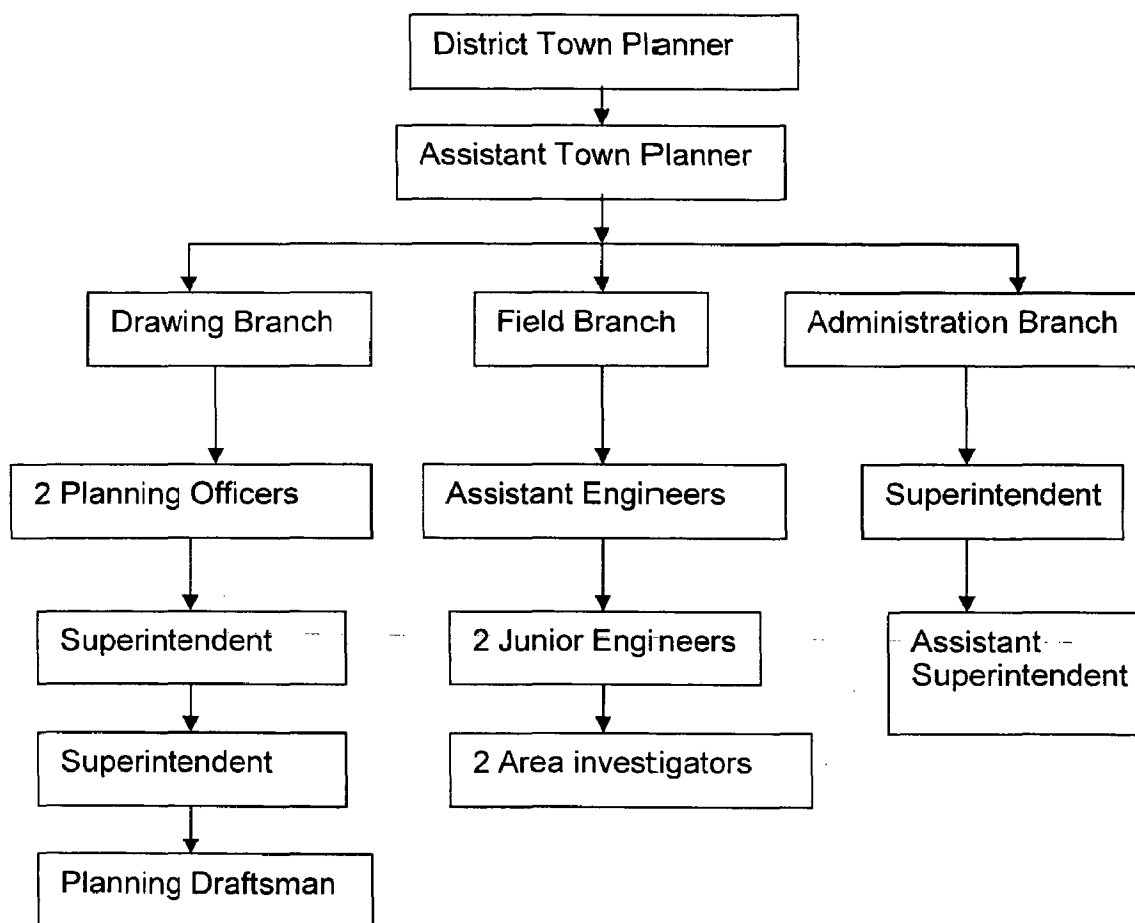 District Town Planner
Assistant Town Planner
Drawing Branch
Field Branch
Administration Branch
2 Planning Officers
Assistant Engineers
Superintendent
Superintendent
2 Junior Engineers
Assistant
Superintendent
Superintendent
2 Area investigators
Planning Draftsman